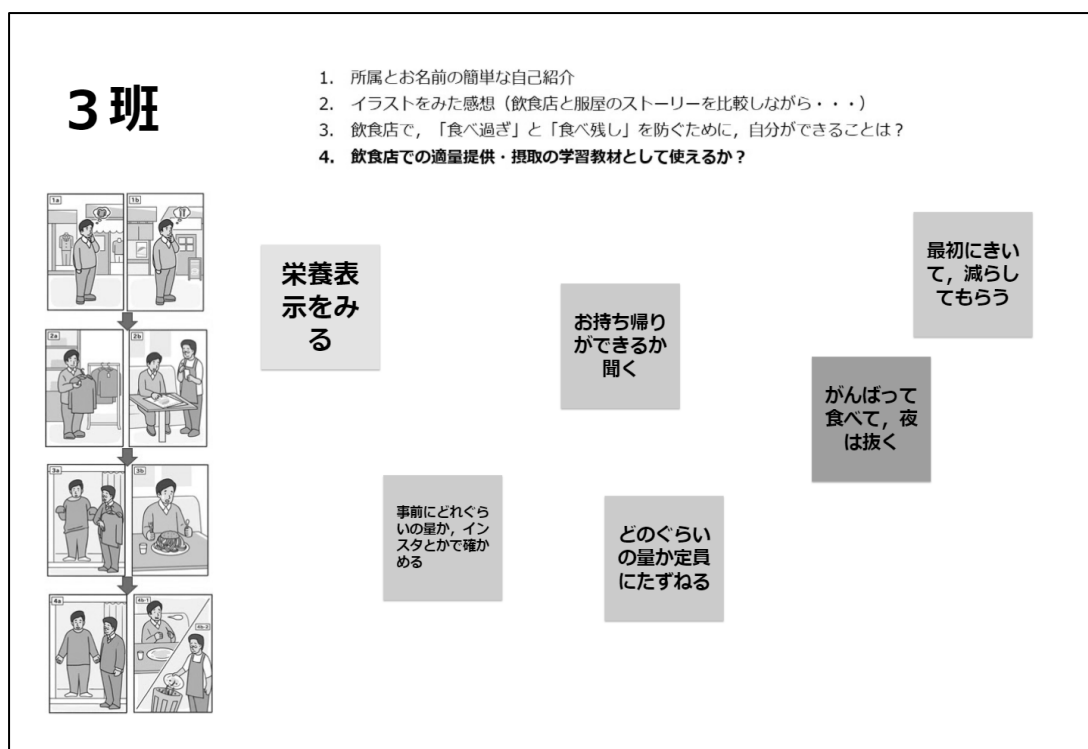 3班
1. 所属とお名前の簡単な自己紹介
2. イラストをみた感想（飲食店と服屋のストーリーを比較しながら・・・）
3. 飲食店で，「食べ過ぎ」と「食べ残し」を防ぐために，自分ができることは？
4. 飲食店での適量提供・摂取の学習教材として使えるか？
1a
1b
2a
2b
3a
3b
4a
4b-1
4b-2
栄養表
示をみ
る
お持ち帰り
ができるか
聞く
最初にきい
て，減らし
てもらう
がんばって
食べて，夜
は抜く
事前にどれぐら
いの量か，イン
スタとかで確か
める
どのぐらい
の量か定員
にたずねる